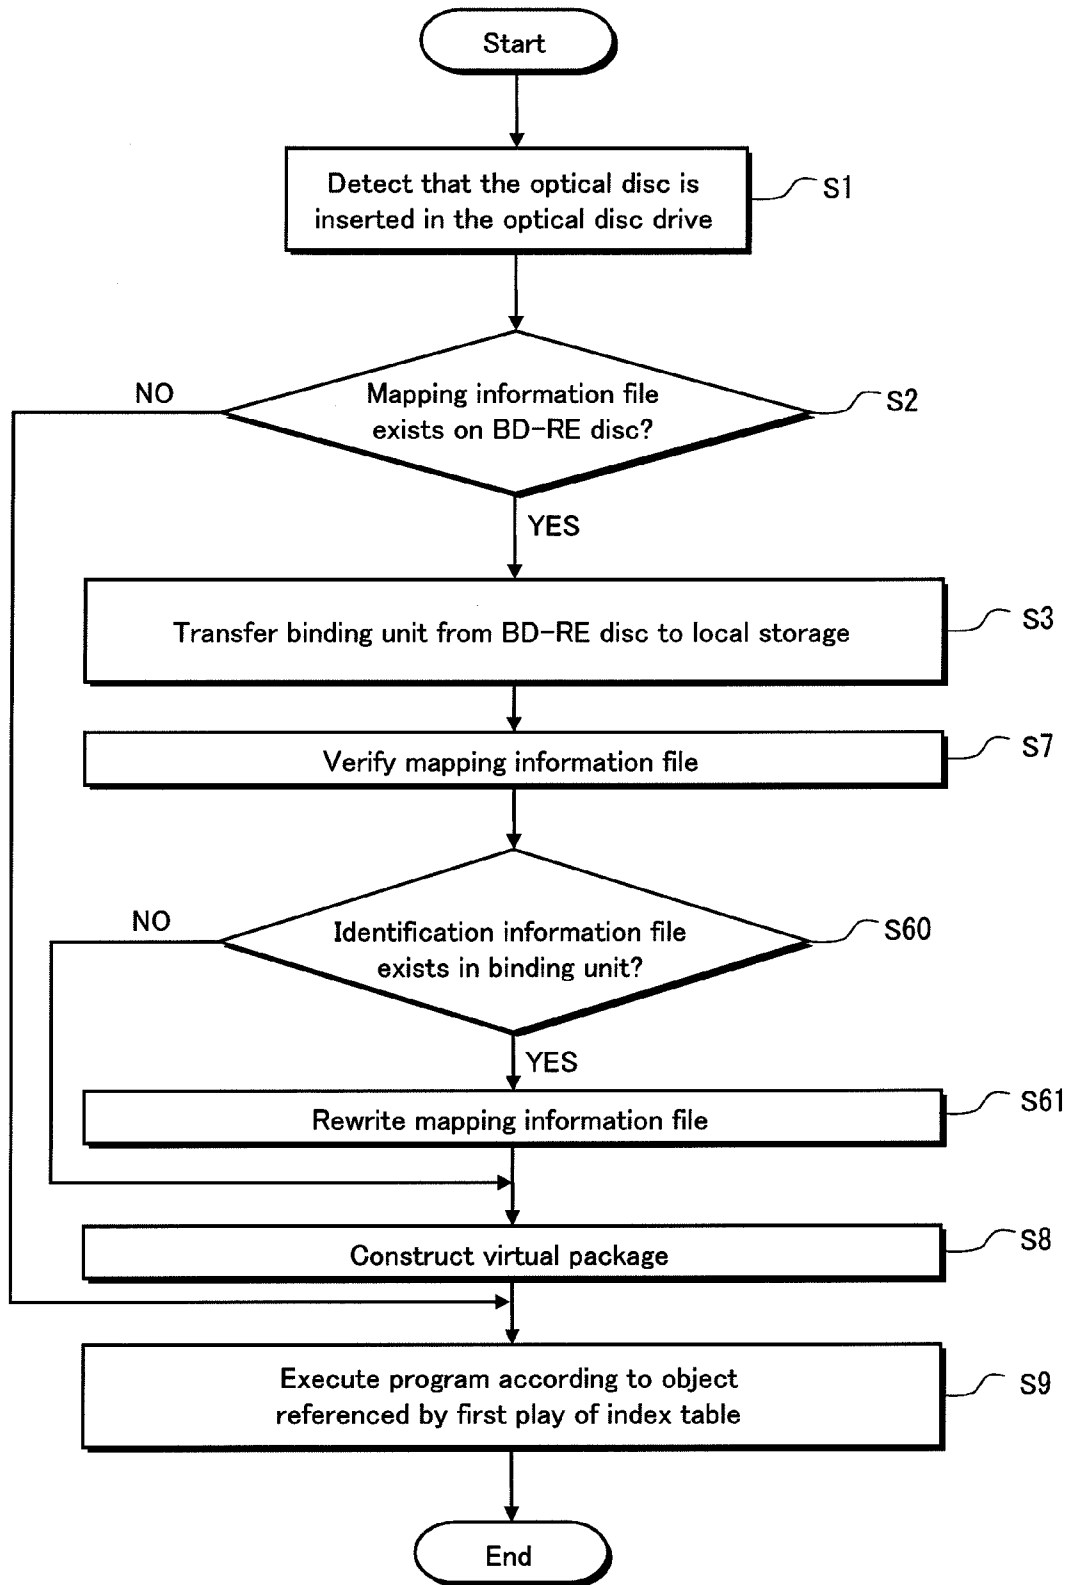 Start
Detect that the optical disc is
inserted in the optical disc drive
S1
NO
Mapping information file
exists on BD-RE disc?
S2
YES
Transfer binding unit from BD-RE disc to local storage
S3
Verify mapping information file
S7
NO
Identification information file
exists in binding unit?
S60
YES
Rewrite mapping information file
S61
Construct virtual package
S8
Execute program according to object
referenced by first play of index table
S9
End